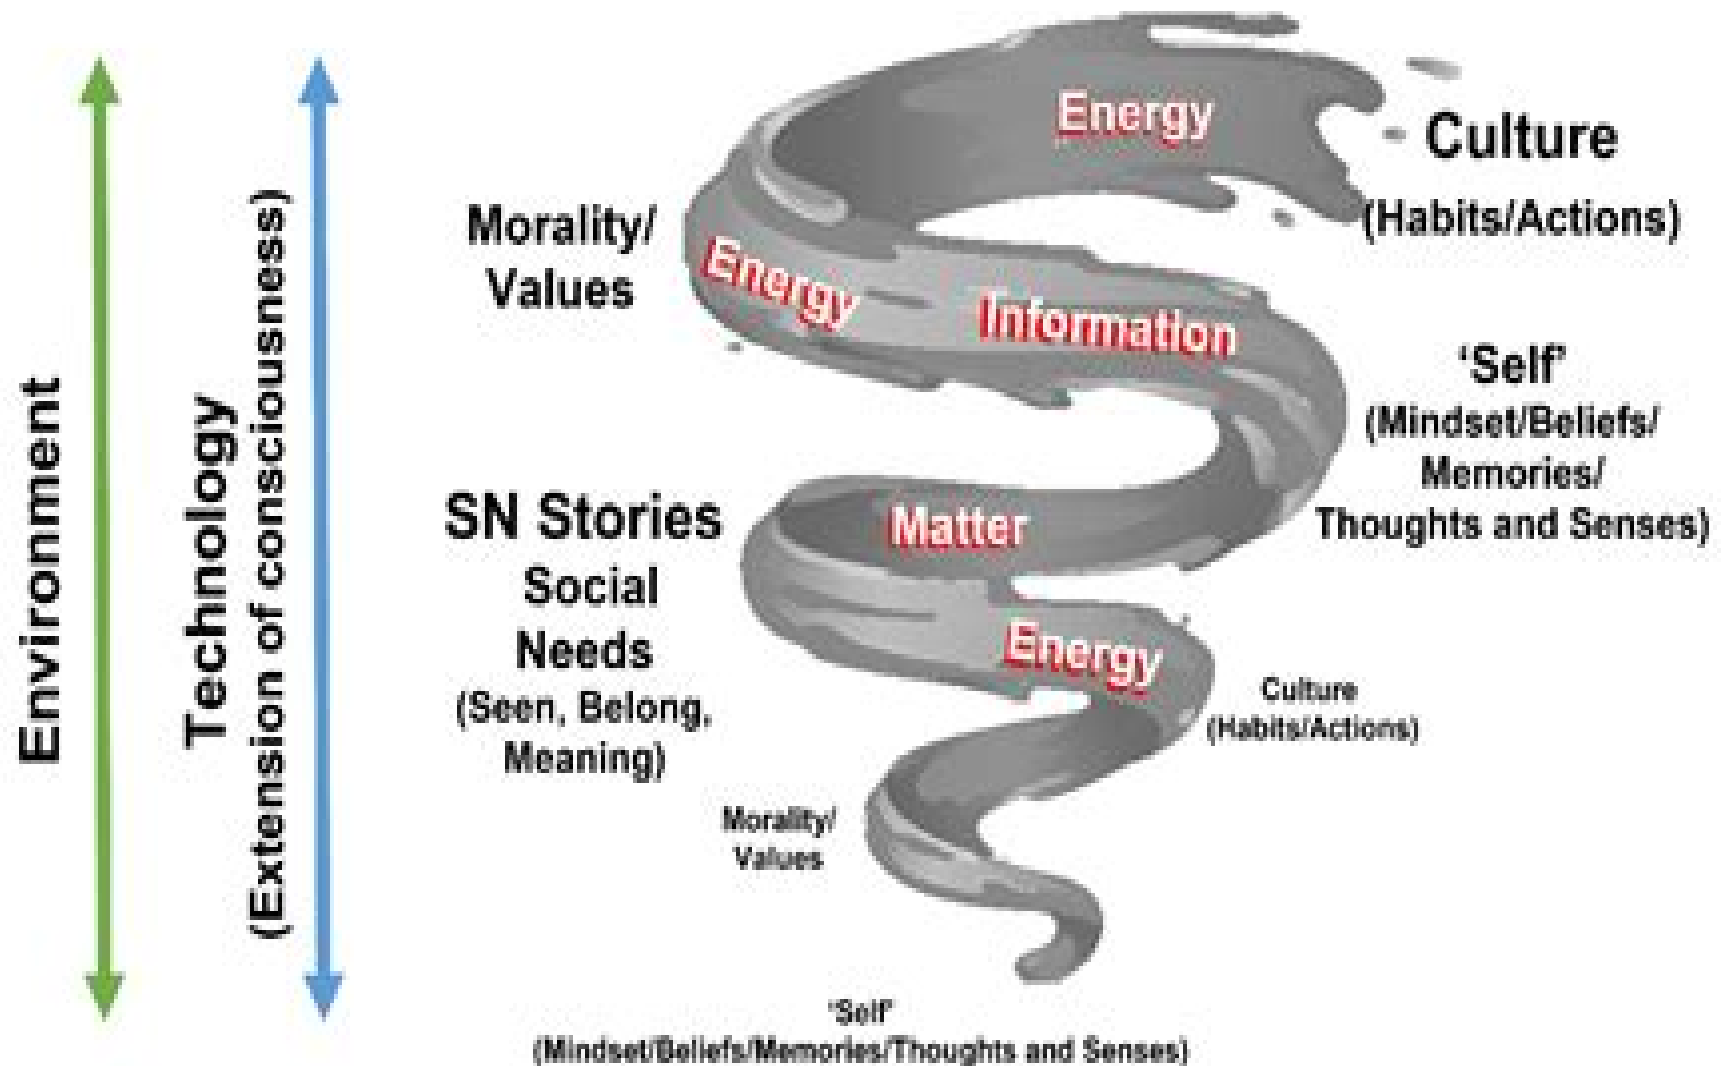 Environment
Technology
(Extension of consciousness)
Energy
Culture
(Habits/Actions)
Morality/
Values
Energy
Information
'Self'
(Mindset/Beliefs/
Memories/
Thoughts and Senses)
SN Stories
Social
Needs
(Seen, Belong,
Meaning)
Matter
Energy
Culture
(Habits/Actions)
Morality/
Values
'Self'
(Mindset/Beliefs/Memories/Thoughts and Senses)